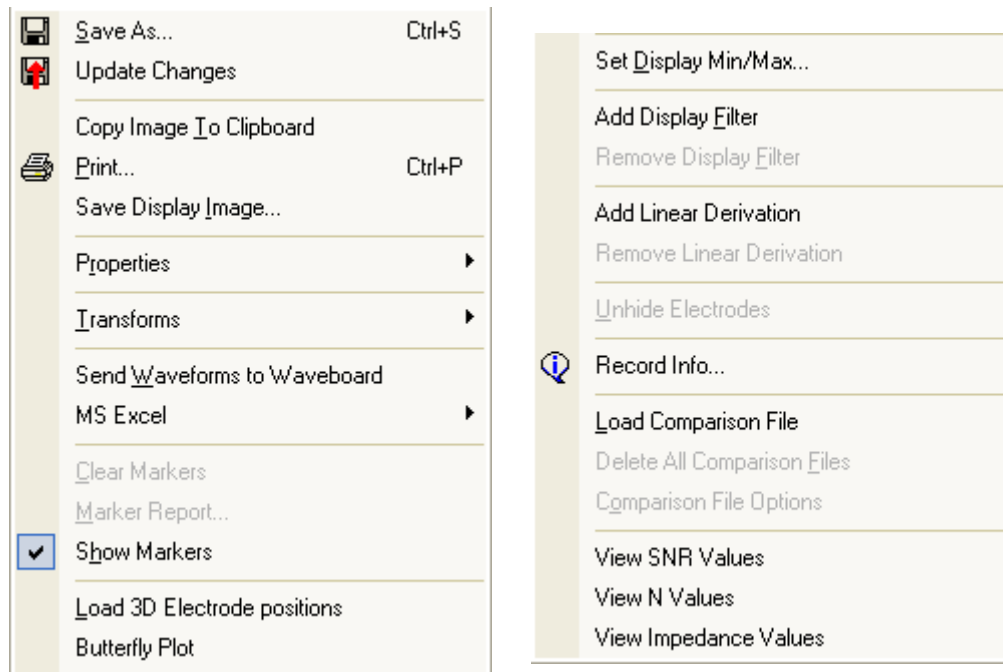 Save As... Ctrl+S
Update Changes
Copy Image To Clipboard
Print... Ctrl+P
Save Display Image...
Properties
Transforms
Send Waveforms to Waveboard
MS Excel
Clear Markers
Marker Report...
Show Markers
Load 3D Electrode positions
Butterfly Plot
Set Display Min/Max...
Add Display Filter
Remove Display Filter
Add Linear Derivation
Remove Linear Derivation
Unhide Electrodes
Record Info...
Load Comparison File
Delete All Comparison Files
Comparison File Options
View SNR Values
View N Values
View Impedance Values